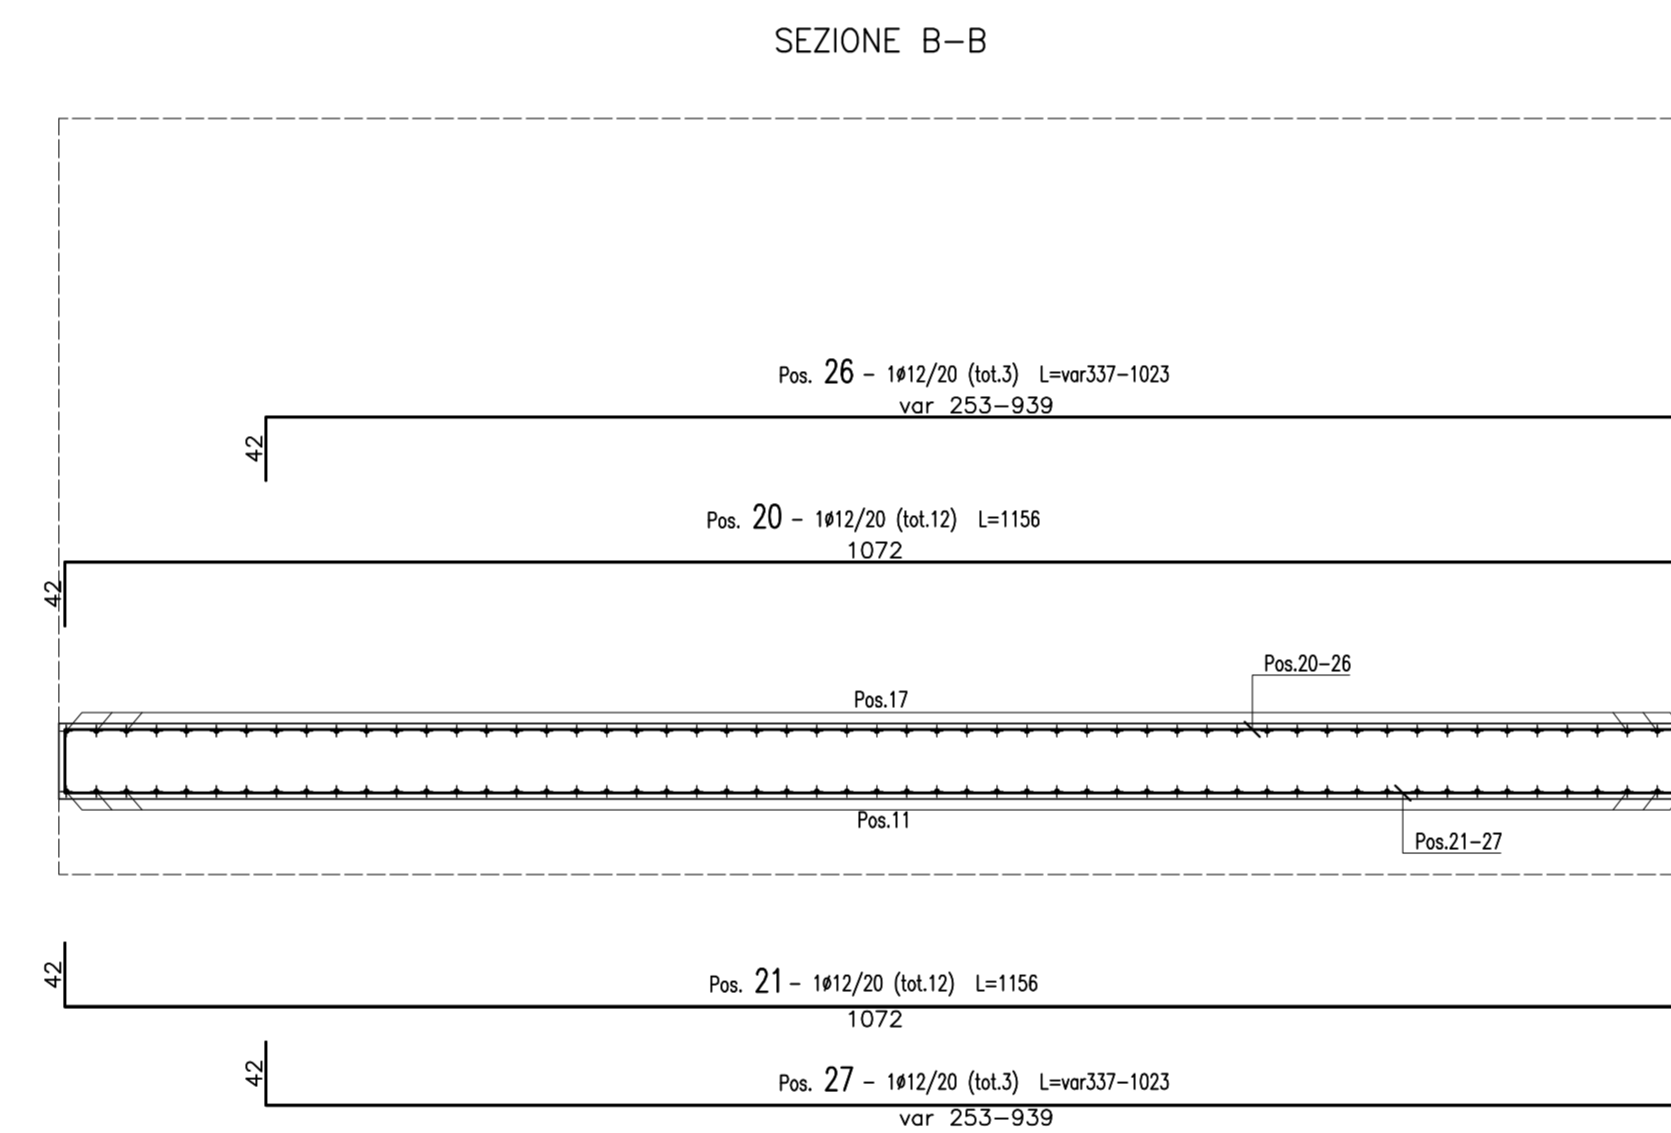 SEZIONE B-B
Pos. 26 - 1ø12/20 (tot.3) L=var337-1023
var 253-939
42
Pos. 20 - 1ø12/20 (tot.12) L=1156
1072
42
Pos.20-26
Pos.17
Pos.11
Pos.21-27
42
Pos. 21 - 1ø12/20 (tot.12) L=1156
1072
42
Pos. 27 - 1ø12/20 (tot.3) L=var337-1023
var 253-939